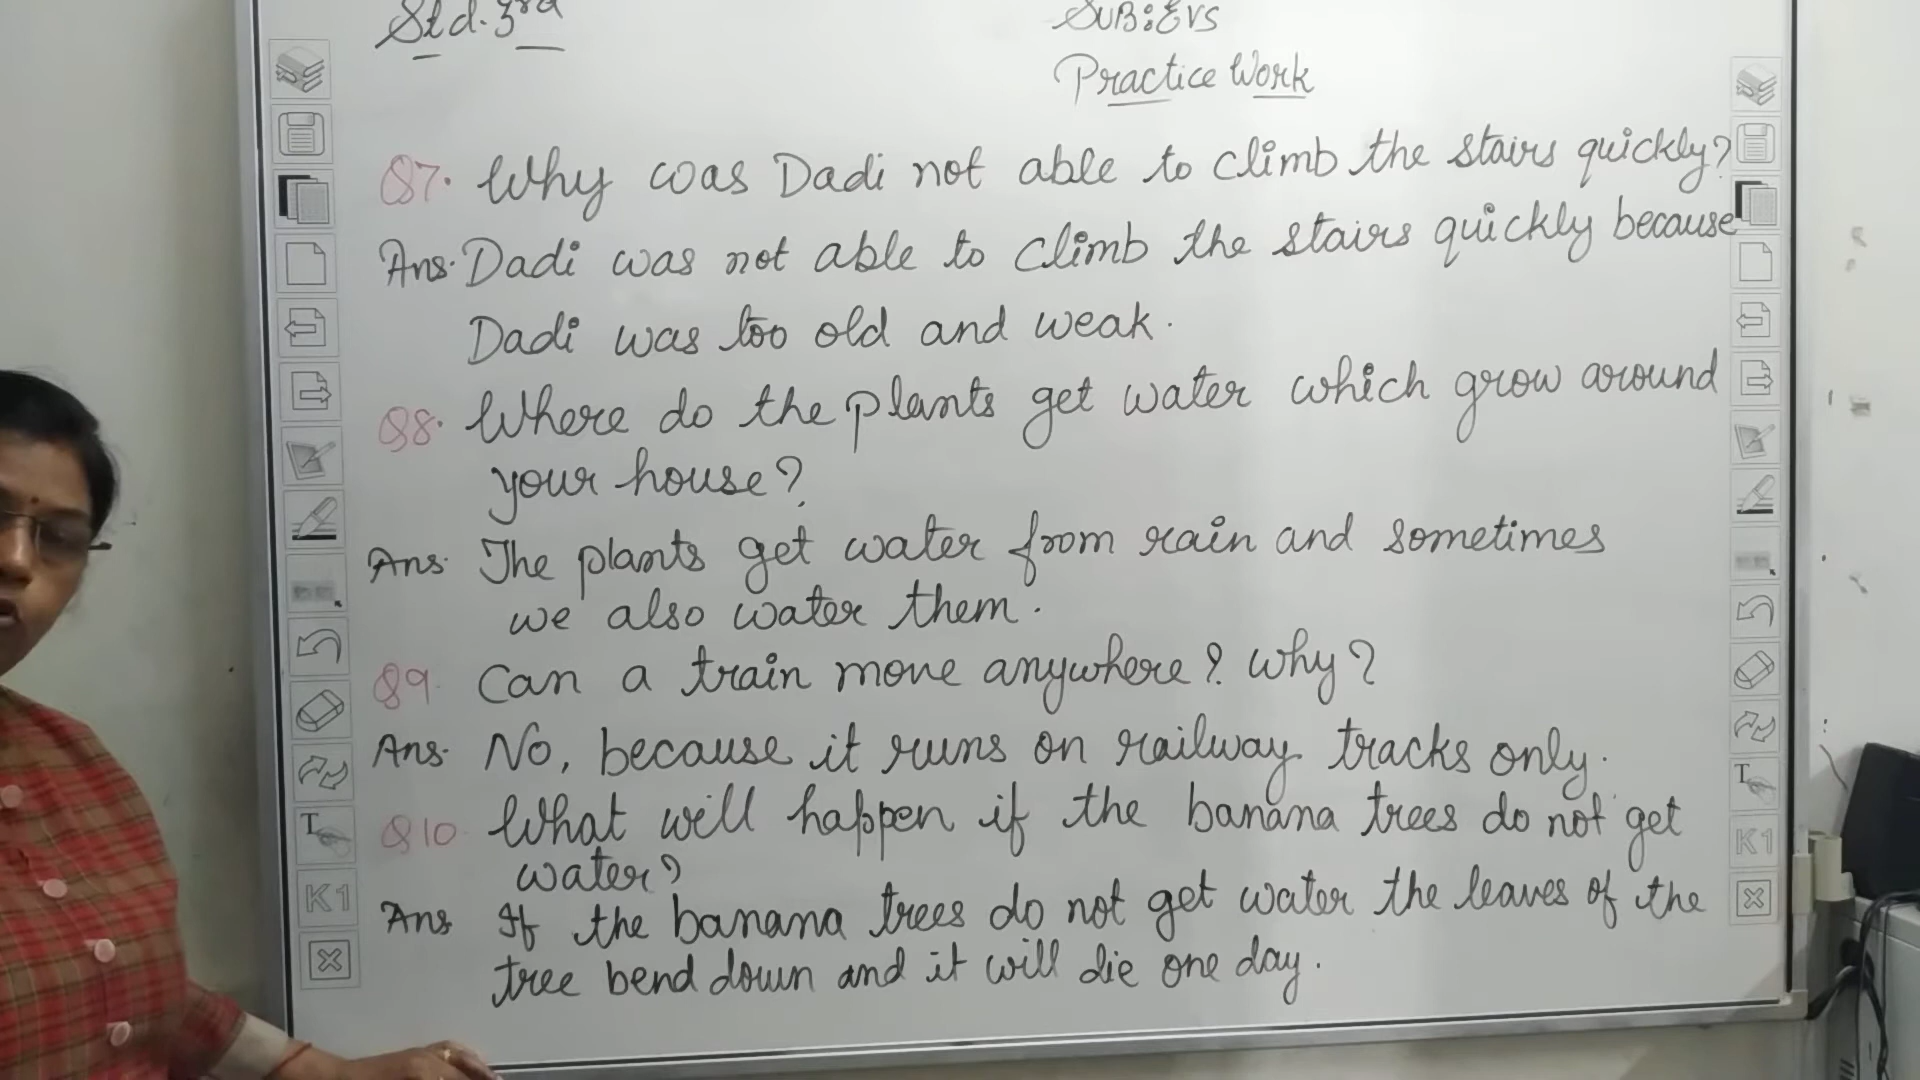 Std. 3rd
SUB: EVS
Practice Work
Q7. Why was Dadi not able to climb the stairs quickly?
Ans. Dadi was not able to climb the stairs quickly because
Dadi was too old and weak.
Q8. Where do the plants get water which grow around
your house?
Ans. The plants get water from rain and sometimes
we also water them.
Q9. Can a train move anywhere? Why?
Ans. No, because it runs on railway tracks only.
Q10. What will happen if the banana trees do not get
water?
Ans If the banana trees do not get water the leaves of the
tree bend down and it will die one day.
T
K1
T
K1